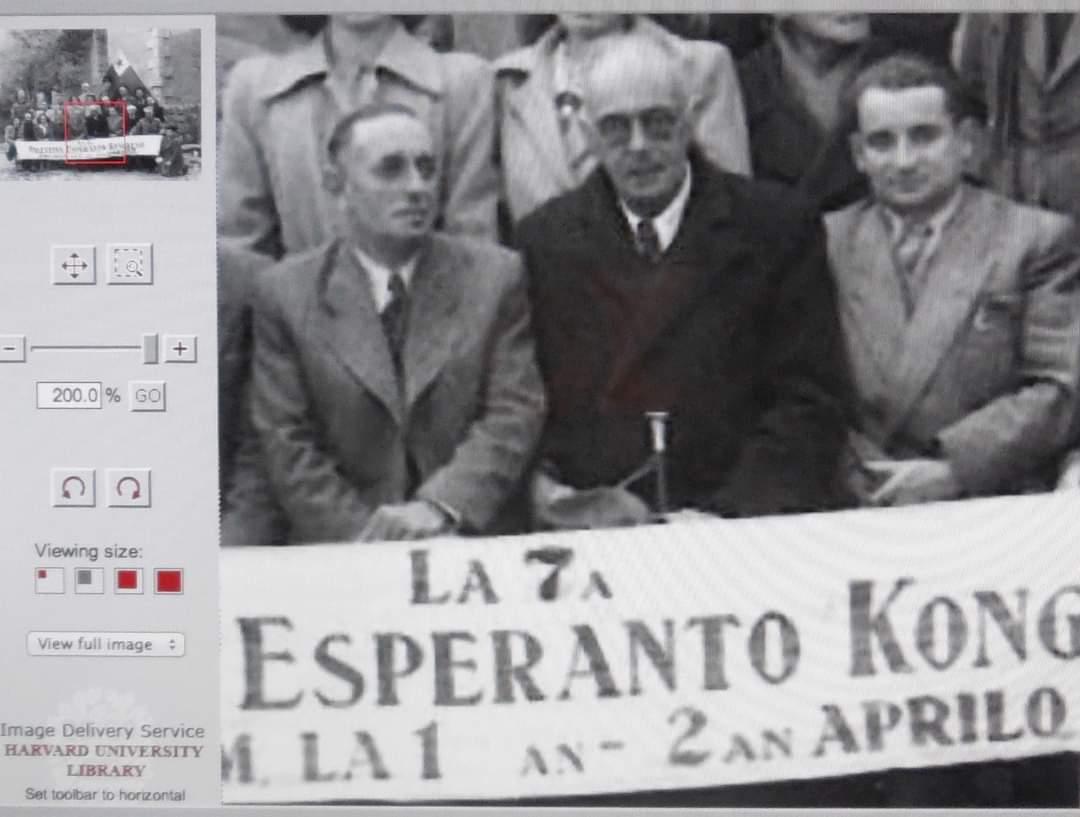 200.0 % GO
Viewing size:
View full image
Image Delivery Service
HARVARD UNIVERSITY
LIBRARY
Set toolbar to horizontal
LA 7A
ESPERANTO KONG
M. LA 1 AN - 2AN APRILO